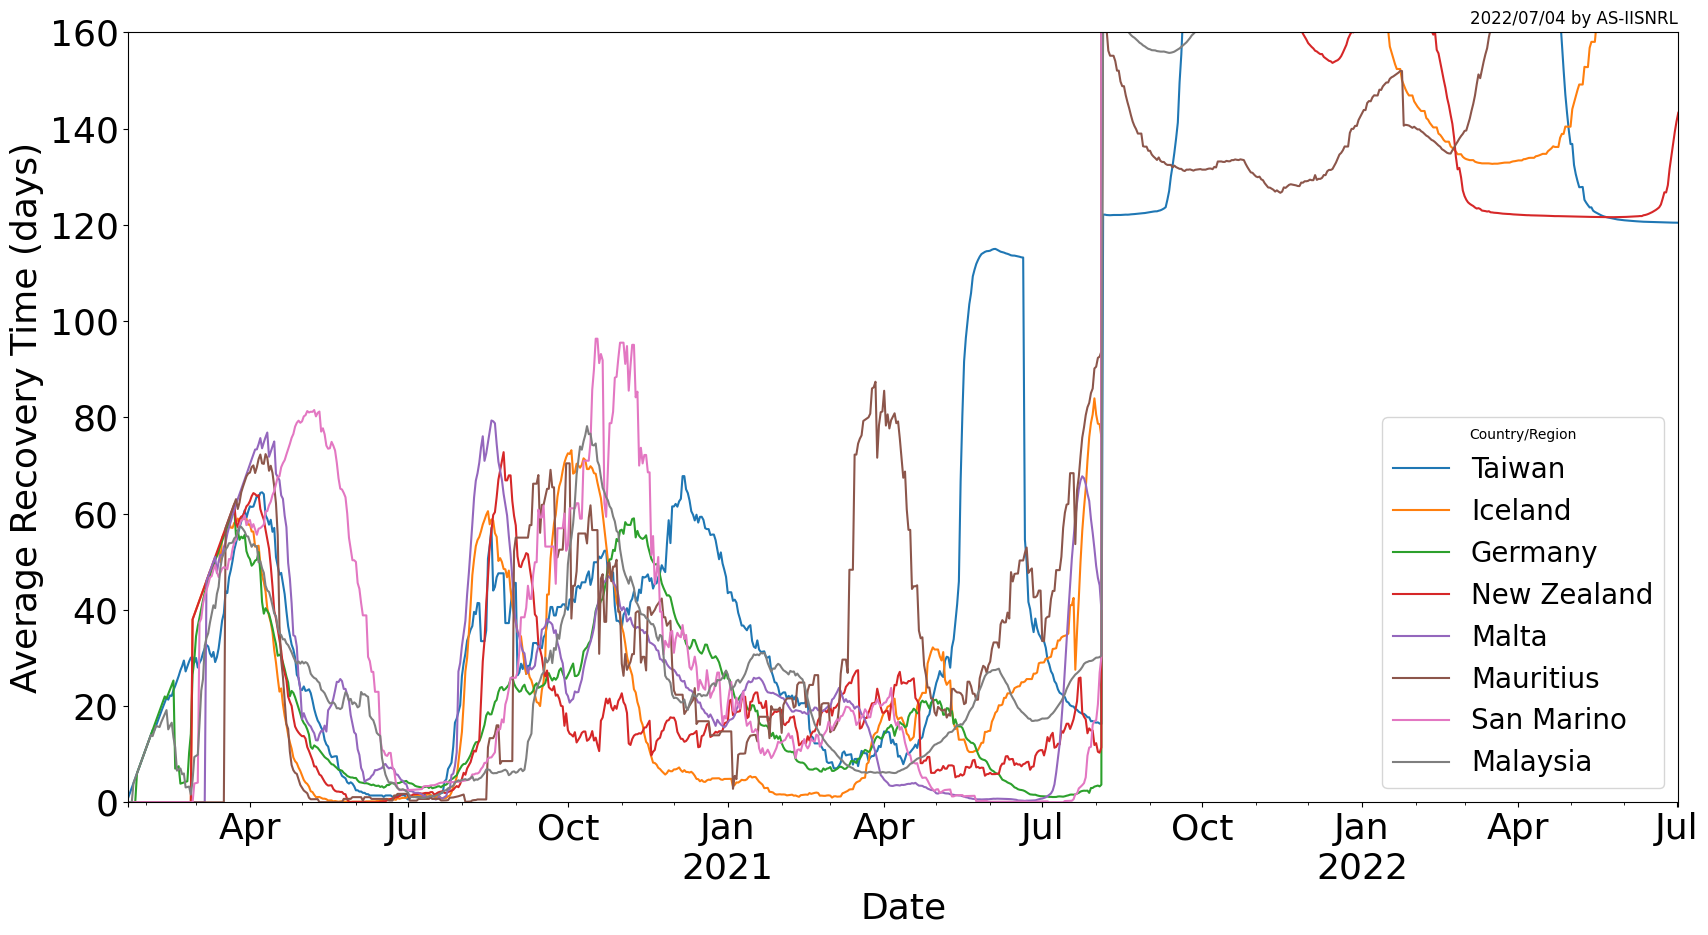 2022/07/04 by AS-IISNRL
Average Recovery Time (days)
160
140
120
100
80
60
40
20
0
Country/Region
Taiwan
Iceland
Germany
New Zealand
Malta
Mauritius
San Marino
Malaysia
Apr Jul Oct Jan Apr Jul Oct Jan Apr Jul
2021 2022
Date